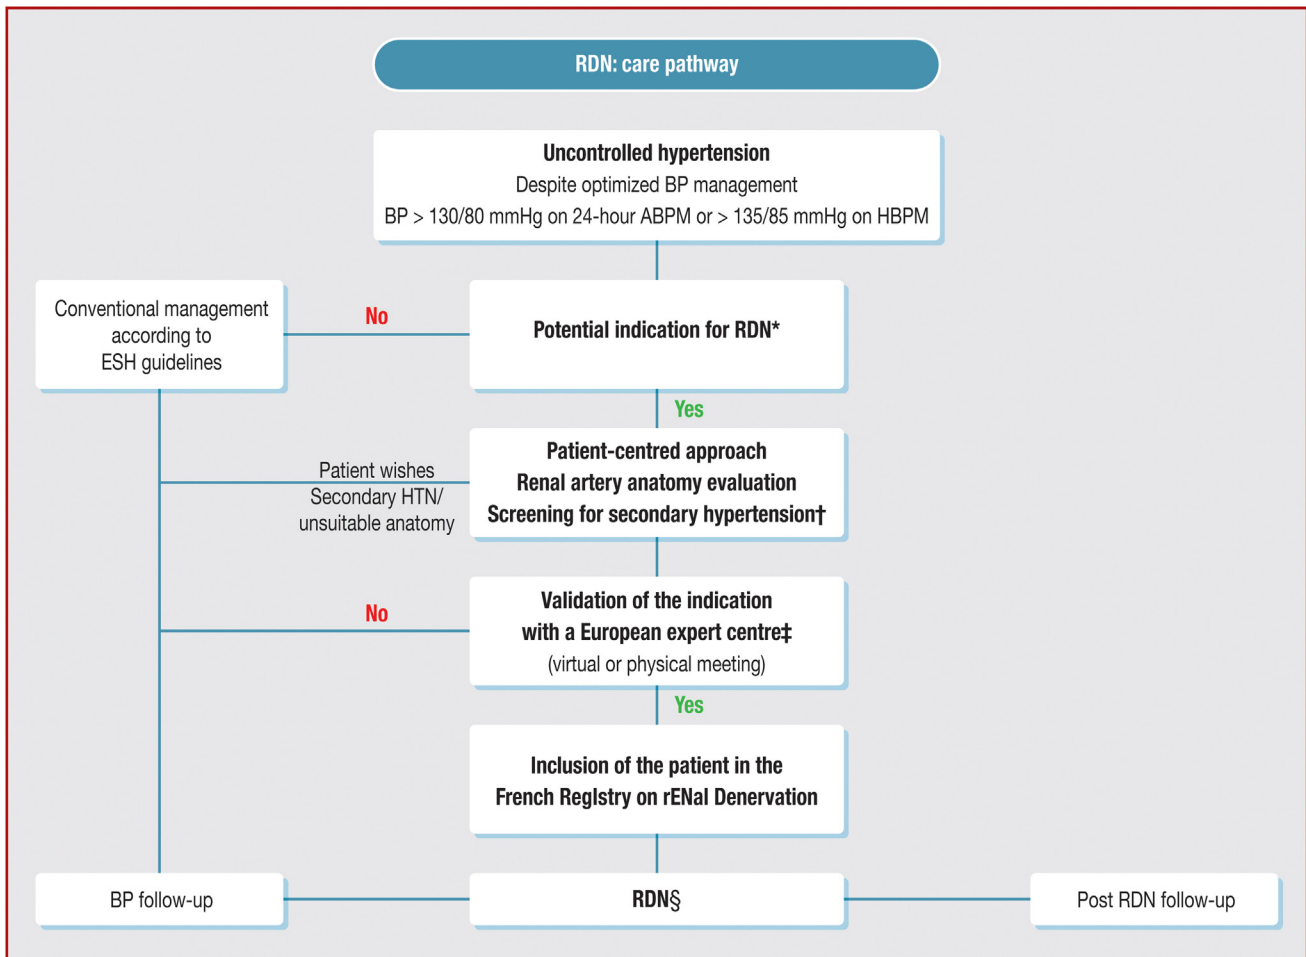 RDN: care pathway
Uncontrolled hypertension
Despite optimized BP management
BP > 130/80 mmHg on 24-hour ABPM or > 135/85 mmHg on HBPM
Conventional management
according to
ESH guidelines
No
Potential indication for RDN*
Yes
Patient wishes
Secondary HTN/
unsuitable anatomy
Patient-centred approach
Renal artery anatomy evaluation
Screening for secondary hypertension†
No
Validation of the indication
with a European expert centre‡
(virtual or physical meeting)
Yes
Inclusion of the patient in the
French RegIstry on rENal Denervation
BP follow-up
RDN§
Post RDN follow-up